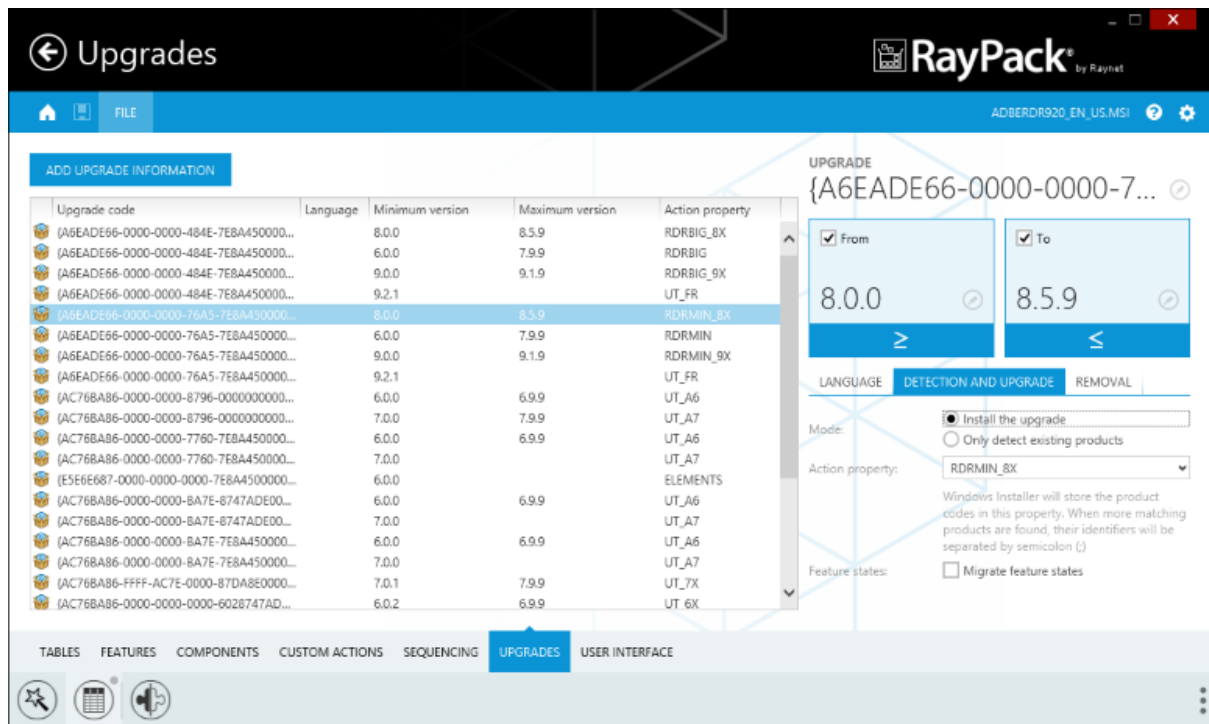 Upgrades
RayPack®
by Raynet
FILE
ADBERDR920_EN_US.MSI
ADD UPGRADE INFORMATION
Upgrade code Language Minimum version Maximum version Action property
{A6EADE66-0000-0000-484E-7E8A450000... 8.0.0 8.5.9 RDRBIG_8X
{A6EADE66-0000-0000-484E-7E8A450000... 6.0.0 7.9.9 RDRBIG
{A6EADE66-0000-0000-484E-7E8A450000... 9.0.0 9.1.9 RDRBIG_9X
{A6EADE66-0000-0000-484E-7E8A450000... 9.2.1 UT_FR
{A6EADE66-0000-0000-76A5-7E8A450000... 8.0.0 8.5.9 RDRMIN_8X
{A6EADE66-0000-0000-76A5-7E8A450000... 6.0.0 7.9.9 RDRMIN
{A6EADE66-0000-0000-76A5-7E8A450000... 9.0.0 9.1.9 RDRMIN_9X
{A6EADE66-0000-0000-76A5-7E8A450000... 9.2.1 UT_FR
{AC76BA86-0000-0000-8796-0000000000... 6.0.0 6.9.9 UT_A6
{AC76BA86-0000-0000-8796-0000000000... 7.0.0 7.9.9 UT_A7
{AC76BA86-0000-0000-7760-7E8A450000... 6.0.0 6.9.9 UT_A6
{AC76BA86-0000-0000-7760-7E8A450000... 7.0.0 UT_A7
{E5E6E687-0000-0000-0000-7E8A4500000... 6.0.0 ELEMENTS
{AC76BA86-0000-0000-BA7E-8747ADE00... 6.0.0 6.9.9 UT_A6
{AC76BA86-0000-0000-BA7E-8747ADE00... 7.0.0 UT_A7
{AC76BA86-0000-0000-BA7E-7E8A450000... 6.0.0 6.9.9 UT_A6
{AC76BA86-0000-0000-BA7E-7E8A450000... 7.0.0 UT_A7
{AC76BA86-FFFF-AC7E-0000-87DA8E0000... 7.0.1 7.9.9 UT_7X
{AC76BA86-0000-0000-0000-6028747AD... 6.0.2 6.9.9 UT_6X
UPGRADE
{A6EADE66-0000-0000-7...
From
8.0.0
≥
To
8.5.9
≤
LANGUAGE DETECTION AND UPGRADE REMOVAL
Mode: Install the upgrade
Only detect existing products
Action property: RDRMIN_8X
Windows Installer will store the product
codes in this property. When more matching
products are found, their identifiers will be
separated by semicolon (;)
Feature states: Migrate feature states
TABLES FEATURES COMPONENTS CUSTOM ACTIONS SEQUENCING UPGRADES USER INTERFACE